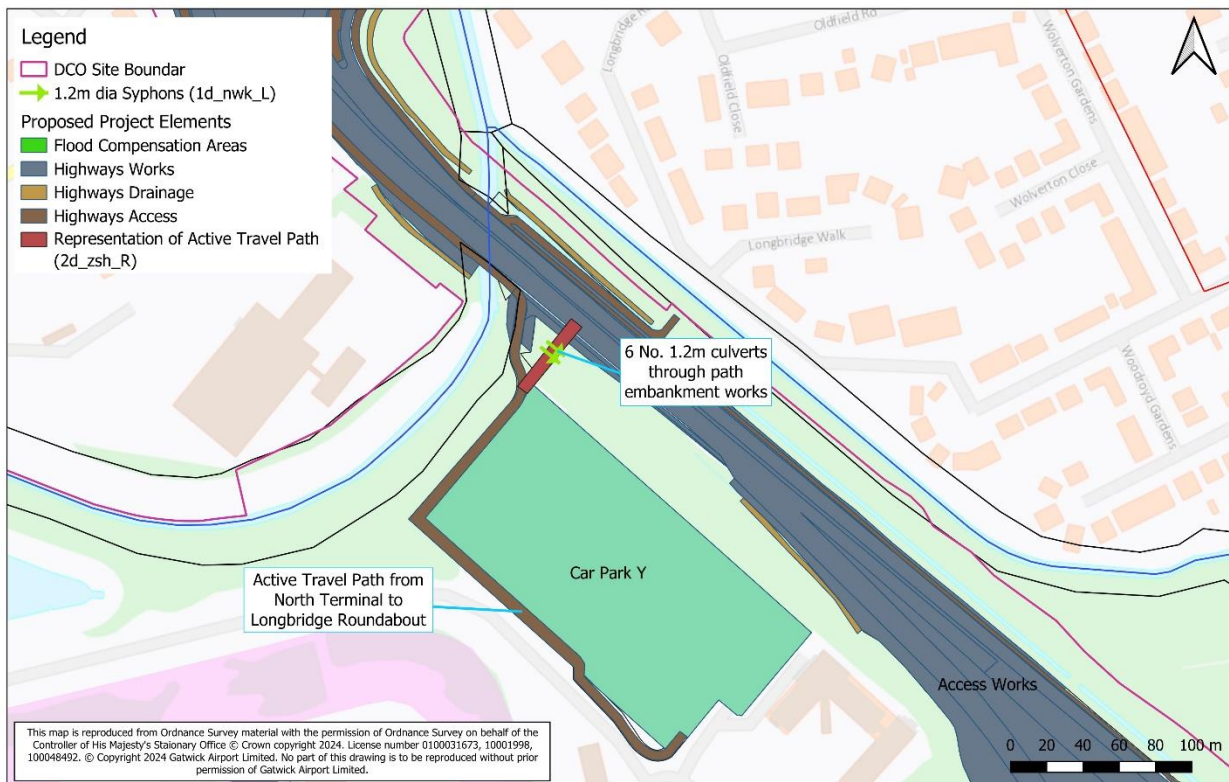 Legend
DCO Site Boundar
1.2m dia Syphons (1d_nwk_L)
Proposed Project Elements
Flood Compensation Areas
Highways Works
Highways Drainage
Highways Access
Representation of Active Travel Path
(2d_zsh_R)
Oldfield Rd
Oldfield Close
Wolverton Gardens
Wolverton Close
Longbridge Walk
Woodroyd Gardens
6 No. 1.2m culverts
through path
embankment works
Car Park Y
Active Travel Path from
North Terminal to
Longbridge Roundabout
Access Works
0 20 40 60 80 100 m
This map is reproduced from Ordnance Survey material with the permission of Ordnance Survey on behalf of the
Controller of His Majesty's Staionary Office © Crown copyright 2024. License number 0100031673, 10001998,
100048492. © Copyright 2024 Gatwick Airport Limited. No part of this drawing is to be reproduced without prior
permission of Gatwick Airport Limited.